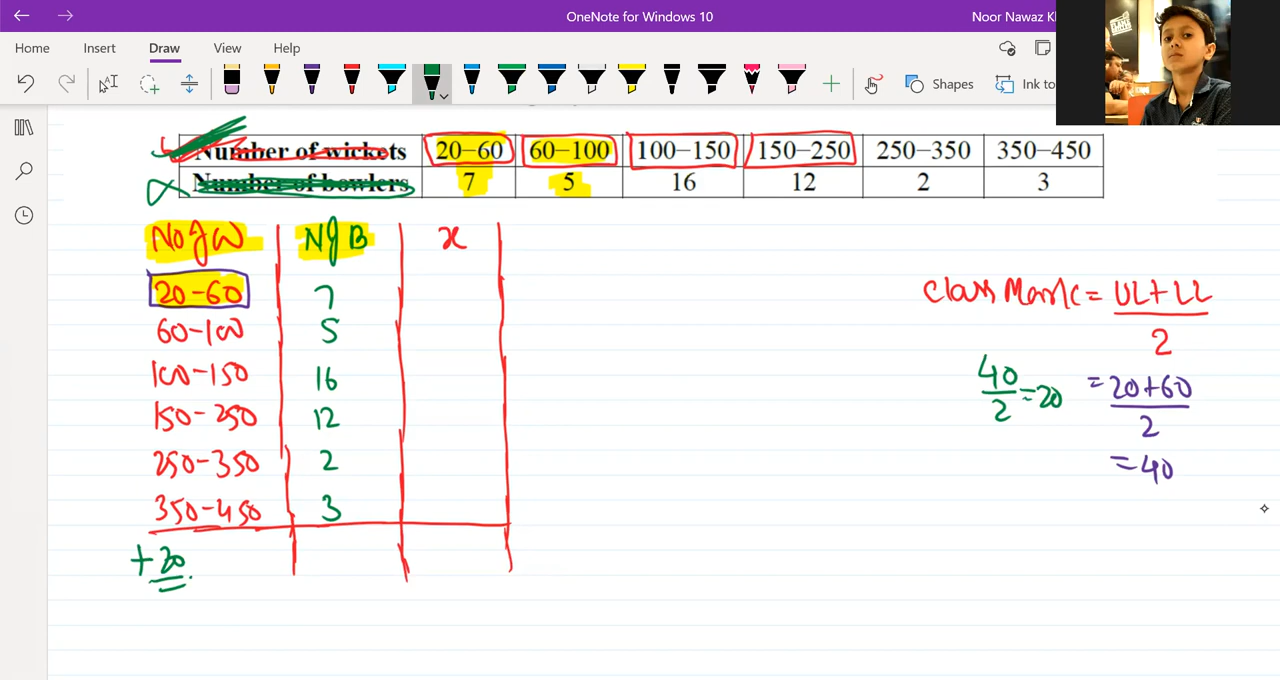 OneNote for Windows 10
Noor Nawaz Kh
Home Insert Draw View Help
Shapes Ink to
Number of wickets 20–60 60–100 100–150 150–250 250–350 350–450
Number of bowlers 7 5 16 12 2 3
No of W N of B x
20-60 7
60-100 5
100-150 16
150-250 12
250-350 2
350-450 3
+20
Class Mark = UL+LL
2
40
2 =20
= 20+60
2
=40